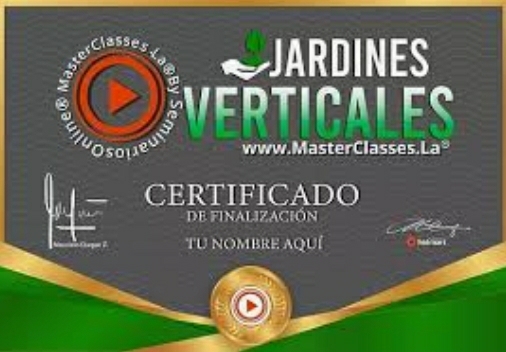 MasterClasses.La® By SeminariosOnline®
JARDINES
VERTICALES
www.MasterClasses.La®
CERTIFICADO
DE FINALIZACIÓN
TU NOMBRE AQUÍ